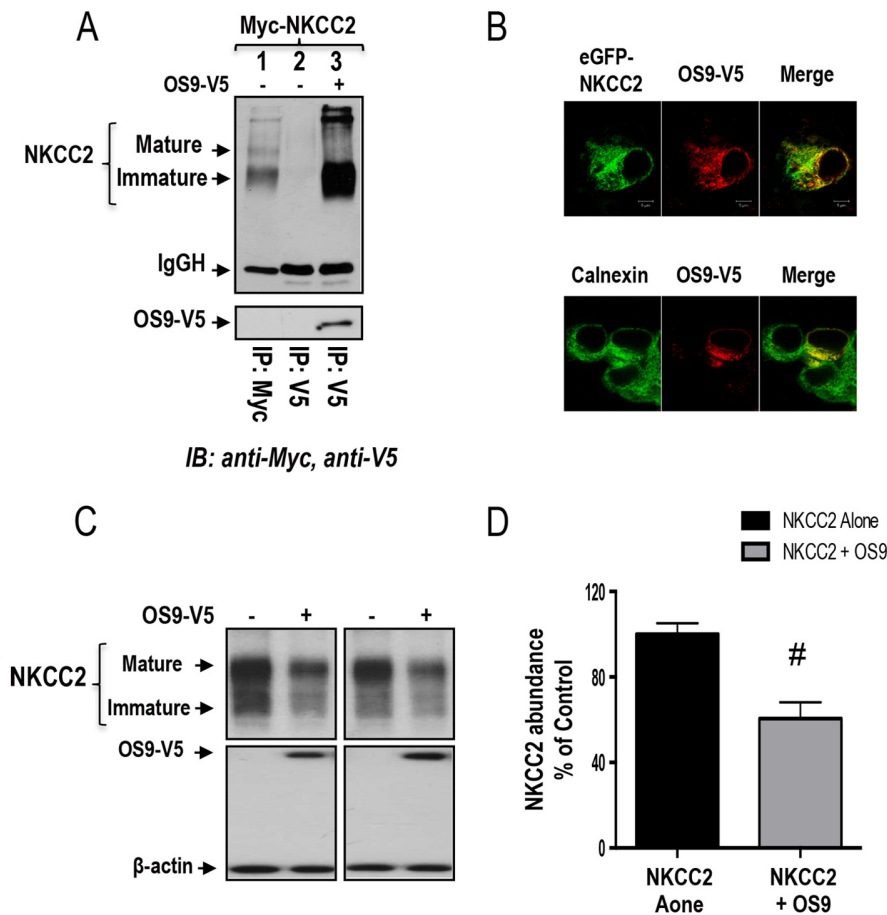 A
Myc-NKCC2
1 2 3
OS9-V5 - - +
NKCC2
Mature
Immature
IgGH
OS9-V5
IP: Myc
IP: V5
IP: V5
IB: anti-Myc, anti-V5
B
eGFP-
NKCC2
OS9-V5
Merge
Calnexin
OS9-V5
Merge
C
OS9-V5 - + - +
NKCC2
Mature
Immature
OS9-V5
β-actin
D
NKCC2 Alone
NKCC2 + OS9
NKCC2 abundance
% of Control
120
80
40
0
#
NKCC2
Aone
NKCC2
+ OS9